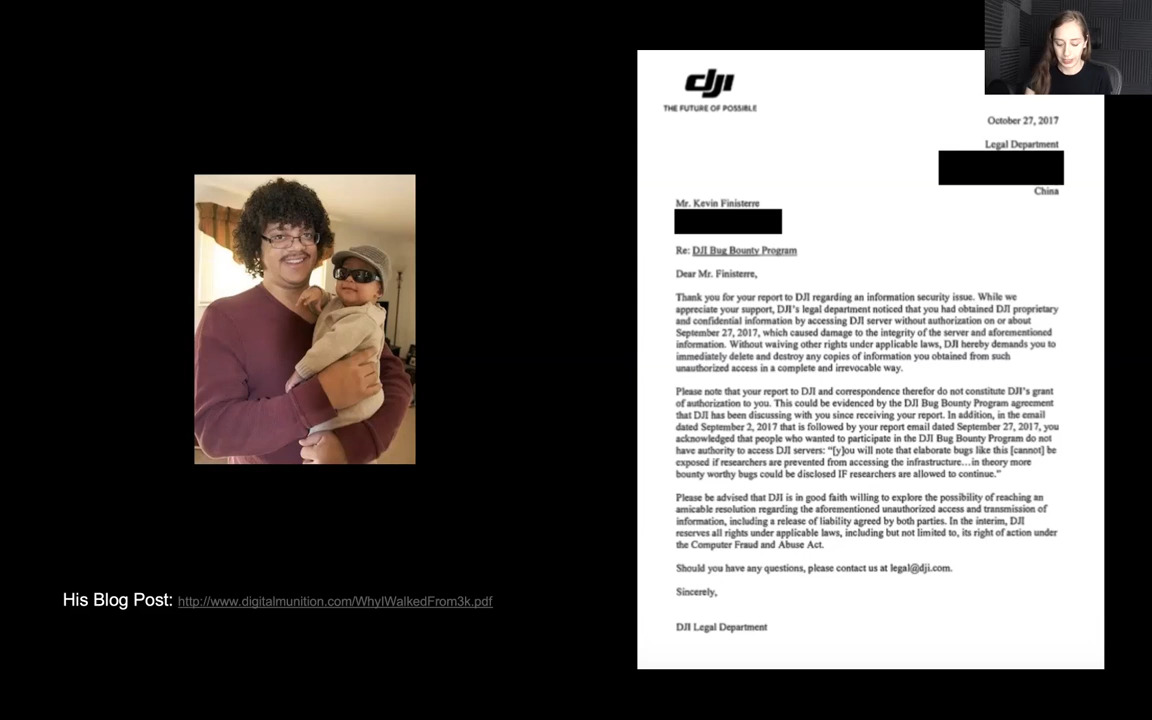 dji
THE FUTURE OF POSSIBLE
October 27, 2017
Legal Department
China
Mr. Kevin Finisterre
Re: DJI Bug Bounty Program
Dear Mr. Finisterre,
Thank you for your report to DJI regarding an information security issue. While we
appreciate your support, DJI's legal department noticed that you had obtained DJI proprietary
and confidential information by accessing DJI server without authorization on or about
September 27, 2017, which caused damage to the integrity of the server and aforementioned
information. Without waiving other rights under applicable laws, DJI hereby demands you to
immediately delete and destroy any copies of information you obtained from such
unauthorized access in a complete and irrevocable way.
Please note that your report to DJI and correspondence therefor do not constitute DJI's grant
of authorization to you. This could be evidenced by the DJI Bug Bounty Program agreement
that DJI has been discussing with you since receiving your report. In addition, in the email
dated September 2, 2017 that is followed by your report email dated September 27, 2017, you
acknowledged that people who wanted to participate in the DJI Bug Bounty Program do not
have authority to access DJI servers: "[y]ou will note that elaborate bugs like this [cannot] be
exposed if researchers are prevented from accessing the infrastructure…in theory more
bounty worthy bugs could be disclosed IF researchers are allowed to continue."
Please be advised that DJI is in good faith willing to explore the possibility of reaching an
amicable resolution regarding the aforementioned unauthorized access and transmission of
information, including a release of liability agreed by both parties. In the interim, DJI
reserves all rights under applicable laws, including but not limited to, its right of action under
the Computer Fraud and Abuse Act.
Should you have any questions, please contact us at legal@dji.com.
Sincerely,
DJI Legal Department
His Blog Post: http://www.digitalmunition.com/WhyIWalkedFrom3k.pdf